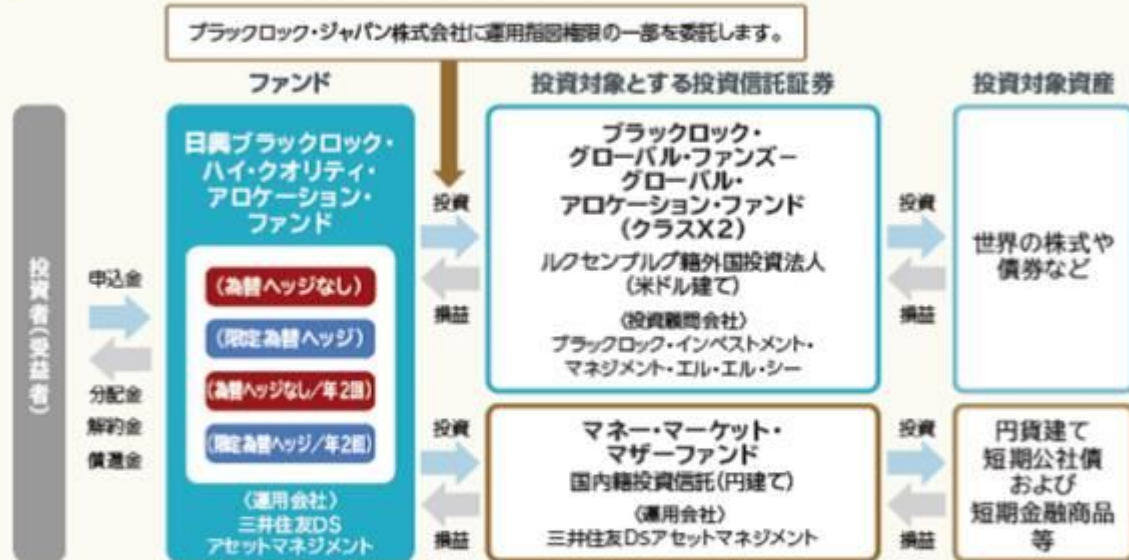 ブラックロック・ジャパン株式会社に運用指図権限の一部を委託します。
ファンド
投資対象とする投資信託証券
投資対象資産
投資者(受益者)
申込金
分配金
解約金
償還金
日興ブラックロック・
ハイ・クオリティ・
アロケーション・
ファンド
(為替ヘッジなし)
(限定為替ヘッジ)
(為替ヘッジなし/年2回)
(限定為替ヘッジ/年2回)
〈運用会社〉
三井住友DS
アセットマネジメント
投資
損益
ブラックロック・
グローバル・ファンズ－
グローバル・
アロケーション・ファンド
(クラスX2)
ルクセンブルグ籍外国投資法人
(米ドル建て)
〈投資顧問会社〉
ブラックロック・インベストメント・
マネジメント・エル・エル・シー
投資
損益
世界の株式や
債券など
投資
損益
マネー・マーケット・
マザーファンド
国内籍投資信託(円建て)
〈運用会社〉
三井住友DSアセットマネジメント
投資
損益
円貨建て
短期公社債
および
短期金融商品
等